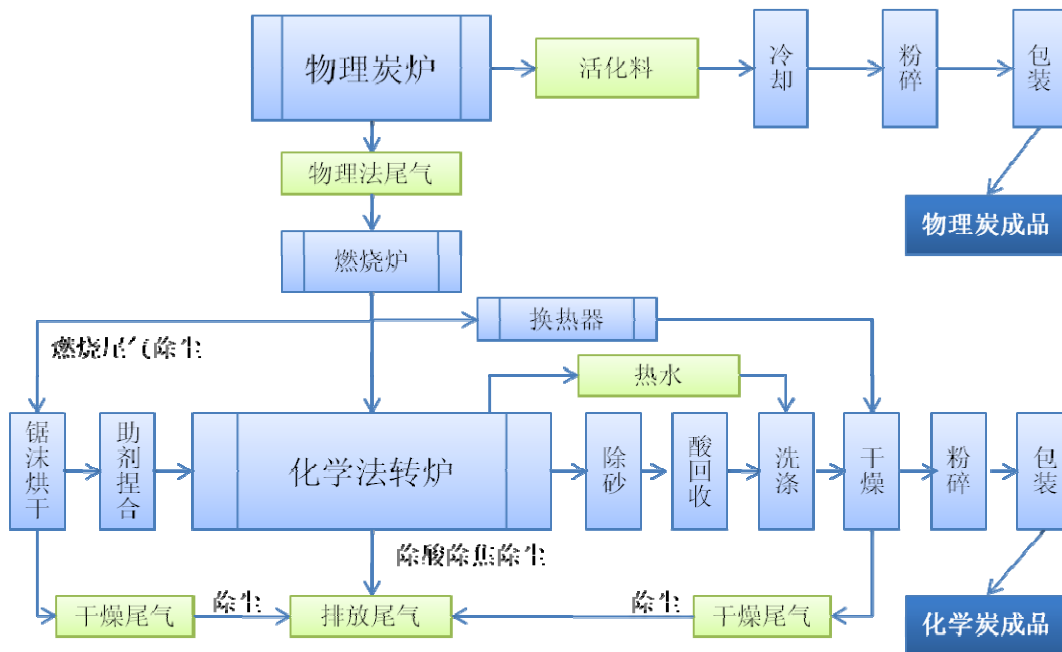 物理炭炉
活化料
冷却
粉碎
包装
物理法尾气
物理炭成品
燃烧炉
换热器
燃烧尾气除尘
热水
锯沫烘干
助剂捏合
化学法转炉
除砂
酸回收
洗涤
干燥
粉碎
包装
除酸除焦除尘
干燥尾气
除尘
排放尾气
除尘
干燥尾气
化学炭成品